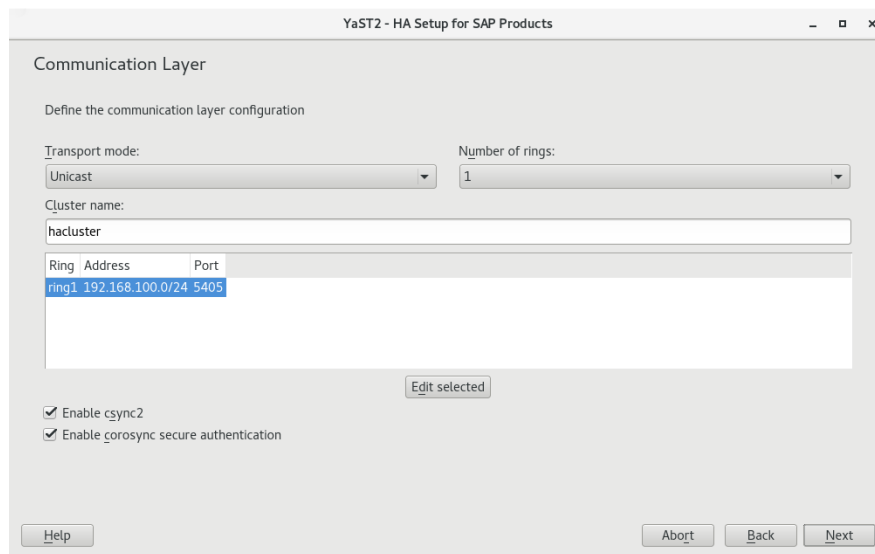 YaST2 - HA Setup for SAP Products
Communication Layer
Define the communication layer configuration
Transport mode: Number of rings:
Unicast 1
Cluster name:
hacluster
Ring Address Port
ring1 192.168.100.0/24 5405
Edit selected
Enable csync2
Enable corosync secure authentication
Help Abort Back Next